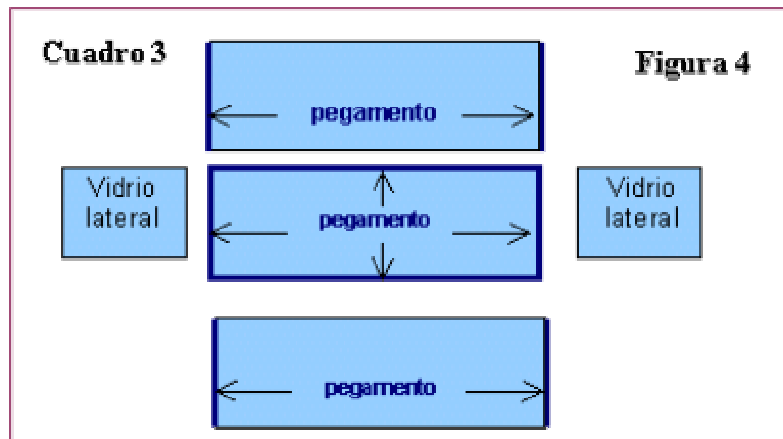 Cuadro 3
Figura 4
pegamento
Vidrio
lateral
pegamento
Vidrio
lateral
pegamento